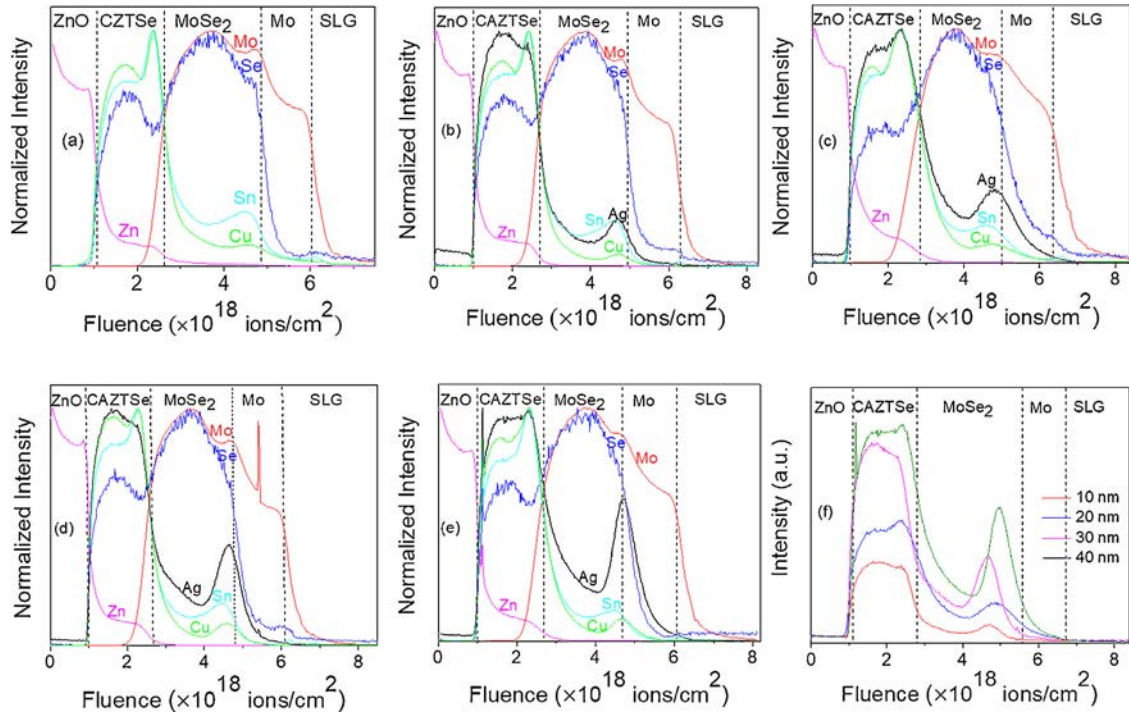 ZnO CZTSe MoSe2 Mo SLG
Mo
Se
(a)
Sn
Cu
Zn
Normalized Intensity
0 2 4 6 8
Fluence (×10^18 ions/cm^2)
ZnO CAZTSe MoSe2 Mo SLG
Mo
Se
(b)
Sn Ag
Cu
Zn
Normalized Intensity
0 2 4 6 8
Fluence (×10^18 ions/cm^2)
ZnO CAZTSe MoSe2 Mo SLG
Mo
Se
(c)
Ag
Sn
Cu
Zn
Normalized Intensity
0 2 4 6 8
Fluence (×10^18 ions/cm^2)
ZnO CAZTSe MoSe2 Mo SLG
Mo
Se
(d)
Ag
Sn
Cu
Zn
Normalized Intensity
0 2 4 6 8
Fluence (×10^18 ions/cm^2)
ZnO CAZTSe MoSe2 Mo SLG
Se
Mo
(e)
Ag
Sn
Cu
Zn
Normalized Intensity
0 2 4 6 8
Fluence (×10^18 ions/cm^2)
ZnO CAZTSe MoSe2 Mo SLG
(f)
10 nm
20 nm
30 nm
40 nm
Intensity (a.u.)
0 2 4 6 8
Fluence (×10^18 ions/cm^2)